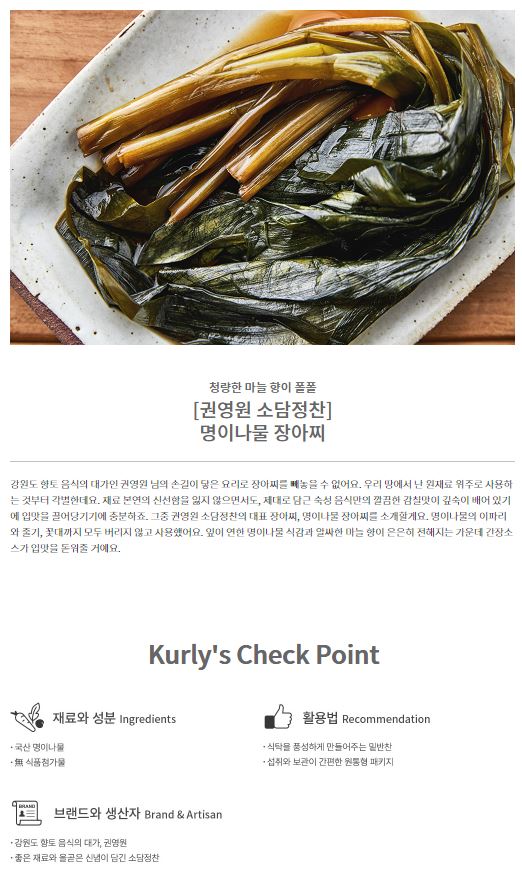 청량한 마늘 향이 폴폴
[권영원 소담정찬]
명이나물 장아찌
강원도 향토 음식의 대가인 권영원 님의 손길이 닿은 요리로 장아찌를 빼놓을 수 없어요. 우리 땅에서 난 원재료 위주로 사용하
는 것부터 각별한데요. 재료 본연의 신선함을 잃지 않으면서도, 제대로 담근 숙성 음식만의 깔끔한 감칠맛이 깊숙이 배어 있기
에 입맛을 끌어당기기에 충분하죠. 그중 권영원 소담정찬의 대표 장아찌, 명이나물 장아찌를 소개할게요. 명이나물의 이파리
와 줄기, 꽃대까지 모두 버리지 않고 사용했어요. 잎이 연한 명이나물 식감과 알싸한 마늘 향이 은은히 전해지는 가운데 간장소
스가 입맛을 돋워줄 거예요.
Kurly's Check Point
재료와 성분 Ingredients
· 국산 명이나물
· 無 식품첨가물
활용법 Recommendation
· 식탁을 풍성하게 만들어주는 밑반찬
· 섭취와 보관이 간편한 원통형 패키지
BRAND
브랜드와 생산자 Brand & Artisan
· 강원도 향토 음식의 대가, 권영원
· 좋은 재료와 올곧은 신념이 담긴 소담정찬